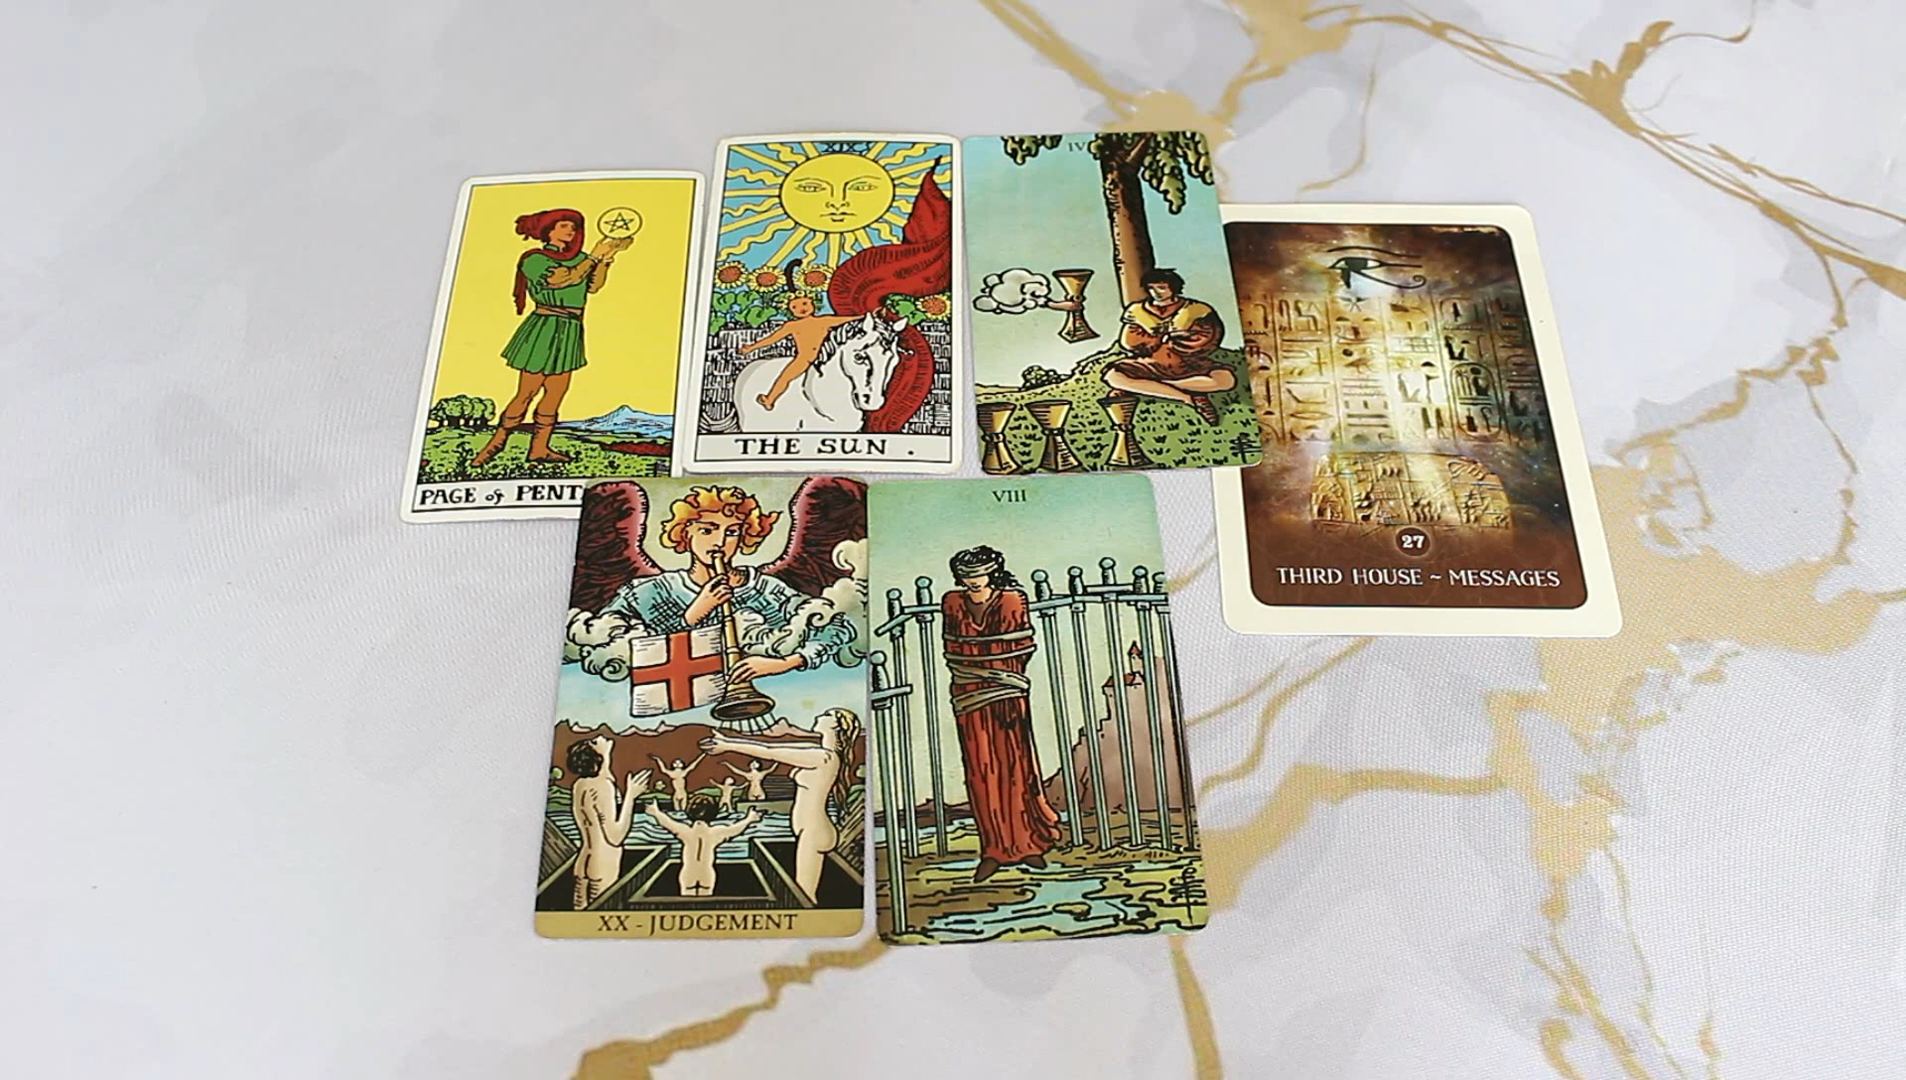 PAGE of PENT
XIX
THE SUN .
IV
27
THIRD HOUSE ~ MESSAGES
XX - JUDGEMENT
VIII